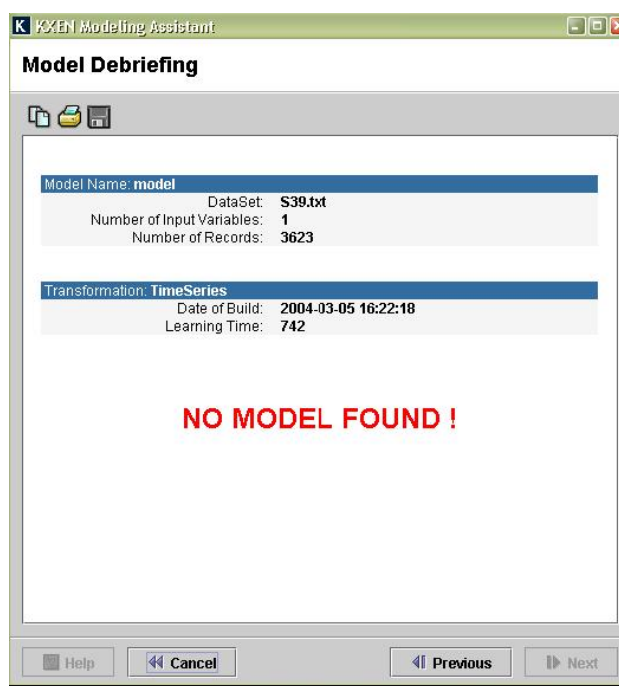 K KXEN Modeling Assistant
Model Debriefing
Model Name: model
DataSet: S39.txt
Number of Input Variables: 1
Number of Records: 3623
Transformation: TimeSeries
Date of Build: 2004-03-05 16:22:18
Learning Time: 742
NO MODEL FOUND !
Help Cancel Previous Next